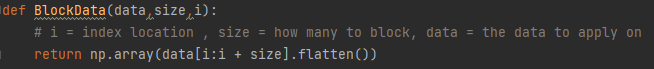 def BlockData(data,size,i):
# i = index location , size = how many to block, data = the data to apply on
return np.array(data[i:i + size].flatten())